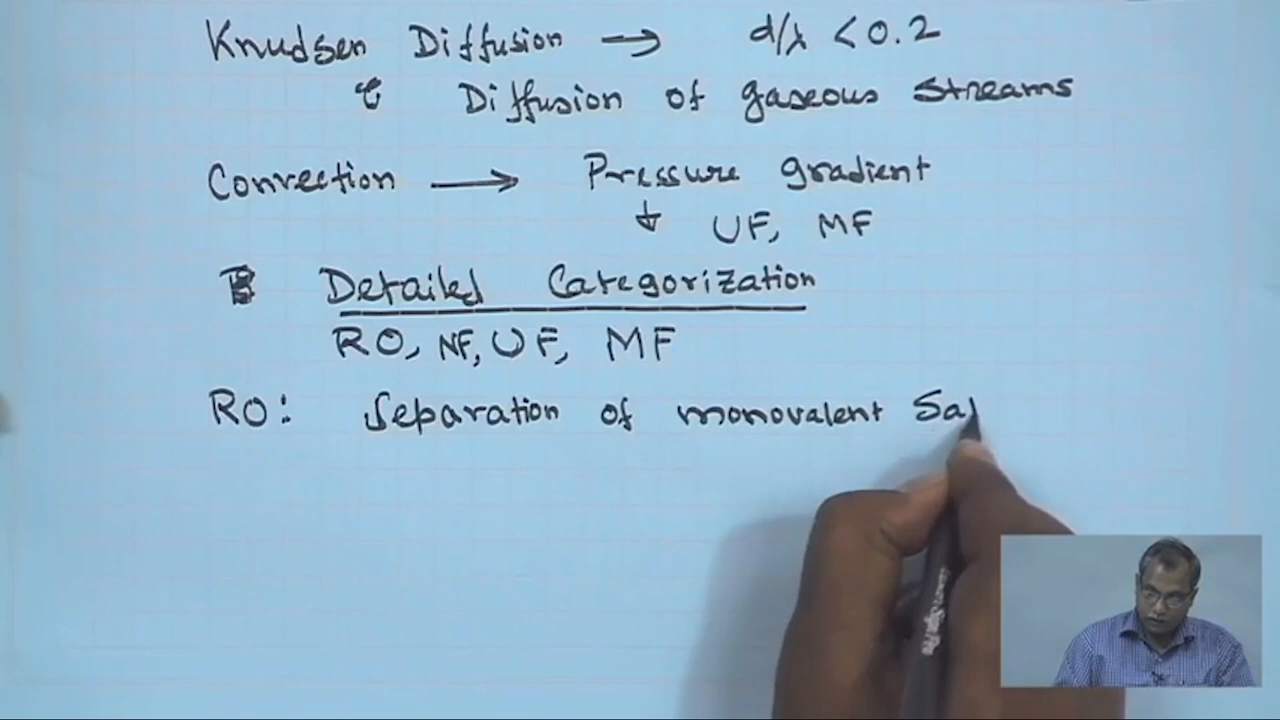 Knudsen Diffusion → d/λ < 0.2
Diffusion of gaseous streams
Convection → Pressure gradient
↓ UF, MF
Detailed Categorization
RO, NF, UF, MF
RO: Separation of monovalent Sal